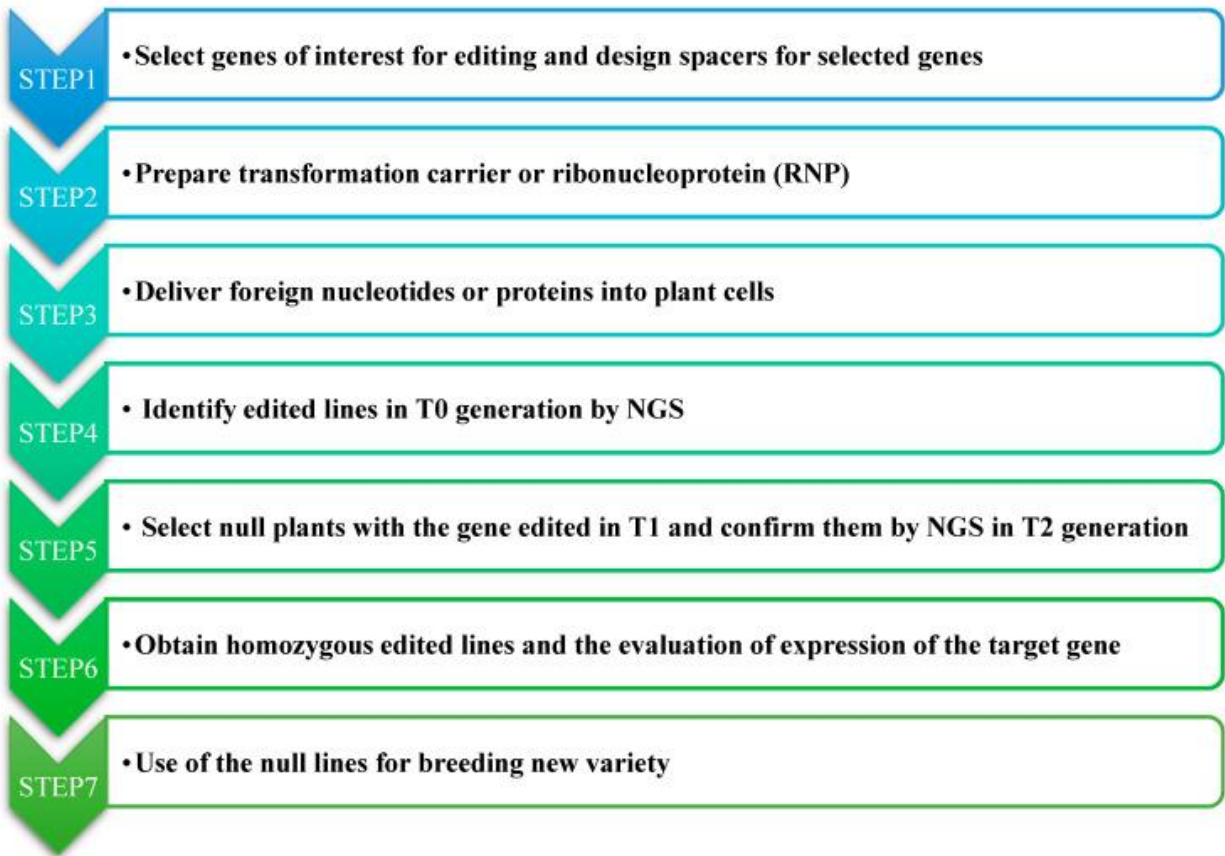 STEP1
•Select genes of interest for editing and design spacers for selected genes
STEP2
•Prepare transformation carrier or ribonucleoprotein (RNP)
STEP3
•Deliver foreign nucleotides or proteins into plant cells
STEP4
• Identify edited lines in T0 generation by NGS
STEP5
• Select null plants with the gene edited in T1 and confirm them by NGS in T2 generation
STEP6
•Obtain homozygous edited lines and the evaluation of expression of the target gene
STEP7
•Use of the null lines for breeding new variety